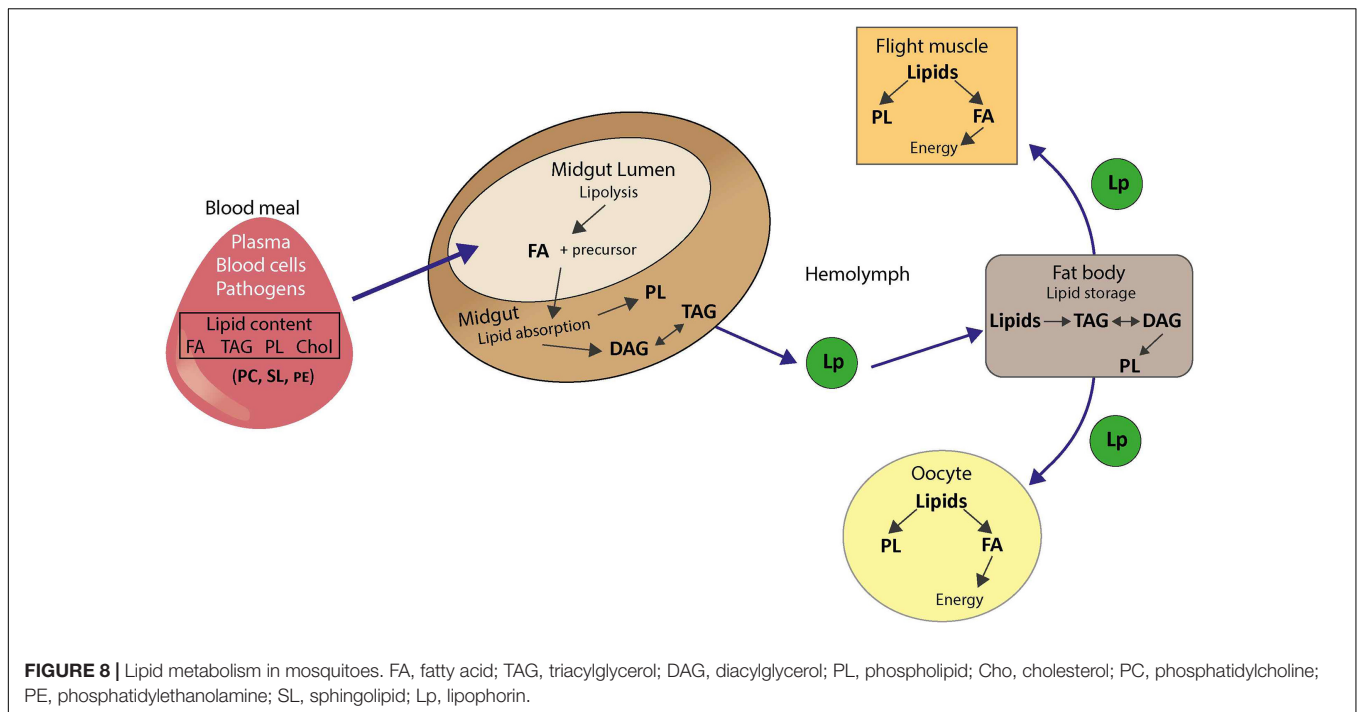 Blood meal
Plasma
Blood cells
Pathogens
Lipid content
FA TAG PL Chol
(PC, SL, PE)
Midgut Lumen
Lipolysis
FA + precursor
Midgut
Lipid absorption
PL
TAG
DAG
Hemolymph
Lp
Flight muscle
Lipids
PL
FA
Energy
Lp
Fat body
Lipid storage
Lipids TAG DAG
PL
Lp
Oocyte
Lipids
PL
FA
Energy
FIGURE 8 | Lipid metabolism in mosquitoes. FA, fatty acid; TAG, triacylglycerol; DAG, diacylglycerol; PL, phospholipid; Cho, cholesterol; PC, phosphatidylcholine;
PE, phosphatidylethanolamine; SL, sphingolipid; Lp, lipophorin.